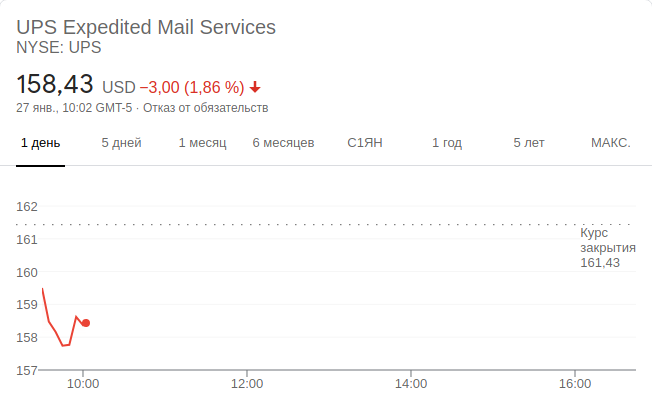 UPS Expedited Mail Services
NYSE: UPS
158,43 USD −3,00 (1,86 %)
27 янв., 10:02 GMT-5 · Отказ от обязательств
1 день 5 дней 1 месяц 6 месяцев С1ЯН 1 год 5 лет МАКС.
162
161
160
159
158
157
Курс
закрытия
161,43
10:00 12:00 14:00 16:00